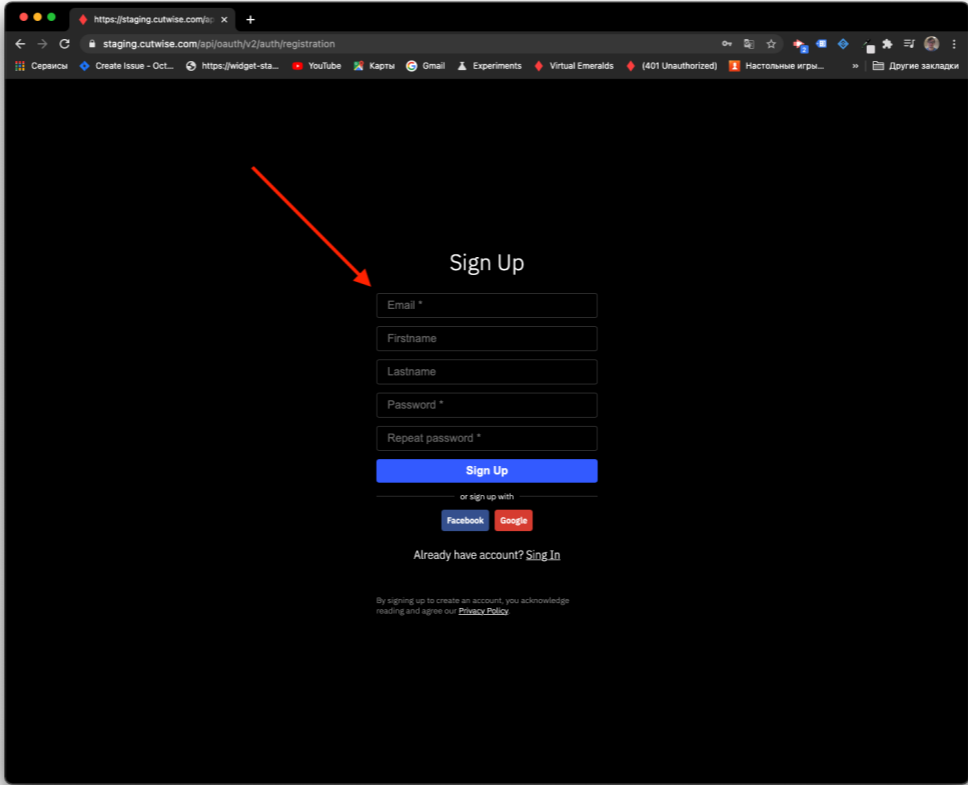 https://staging.cutwise.com/ap
staging.cutwise.com/api/oauth/v2/auth/registration
2
Сервисы
Create Issue - Oct...
https://widget-sta...
YouTube
Карты
Gmail
Experiments
Virtual Emeralds
(401 Unauthorized)
Настольные игры...
»
Другие закладки
Sign Up
Email *
Firstname
Lastname
Password *
Repeat password *
Sign Up
or sign up with
Facebook
Google
Already have account? Sing In
By signing up to create an account, you acknowledge
reading and agree our Privacy Policy.